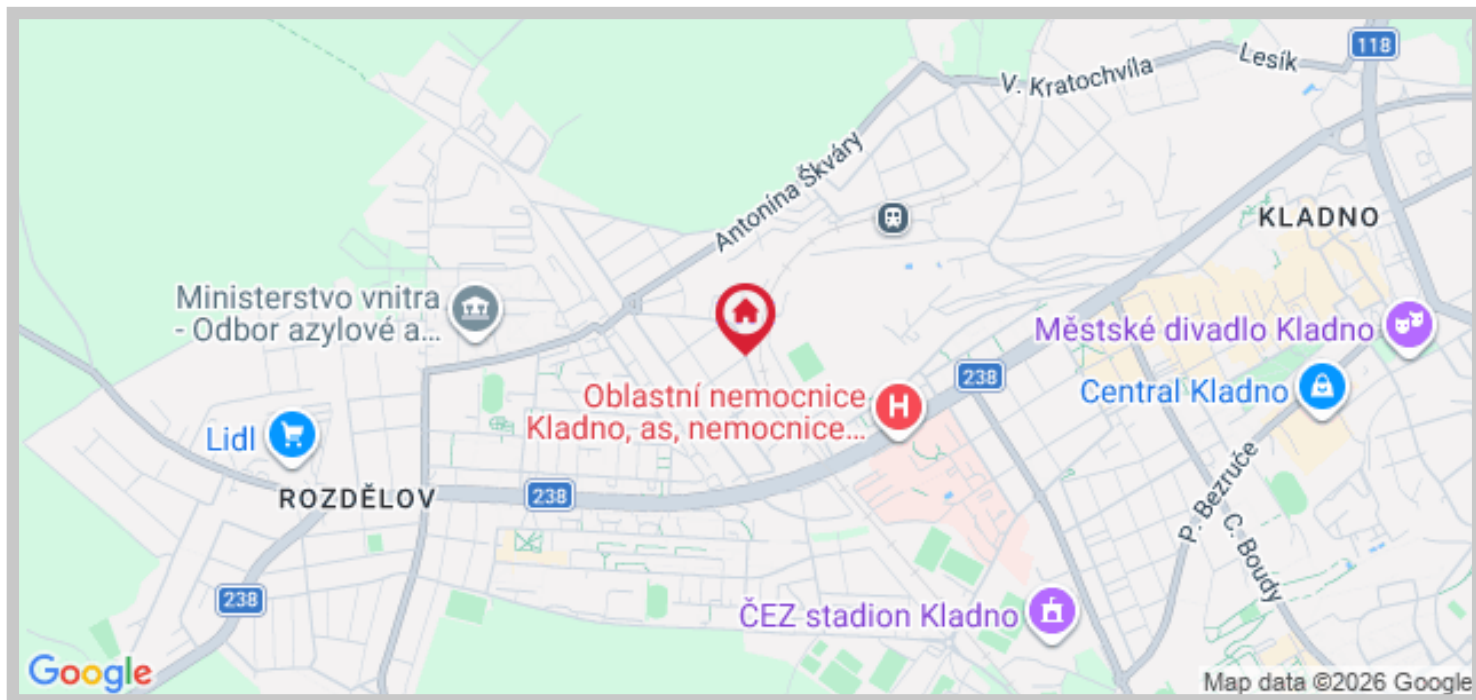 118
Lesík
V. Kratochvíla
Antonína Škváry
KLADNO
Ministerstvo vnitra
- Odbor azylové a...
Městské divadlo Kladno
238
Central Kladno
Oblastní nemocnice
H
Kladno, as, nemocnice...
Lidl
P. Bezruče
ROZDĚLOV
238
C. Boudy
238
ČEZ stadion Kladno
Google
Map data ©2026 Google